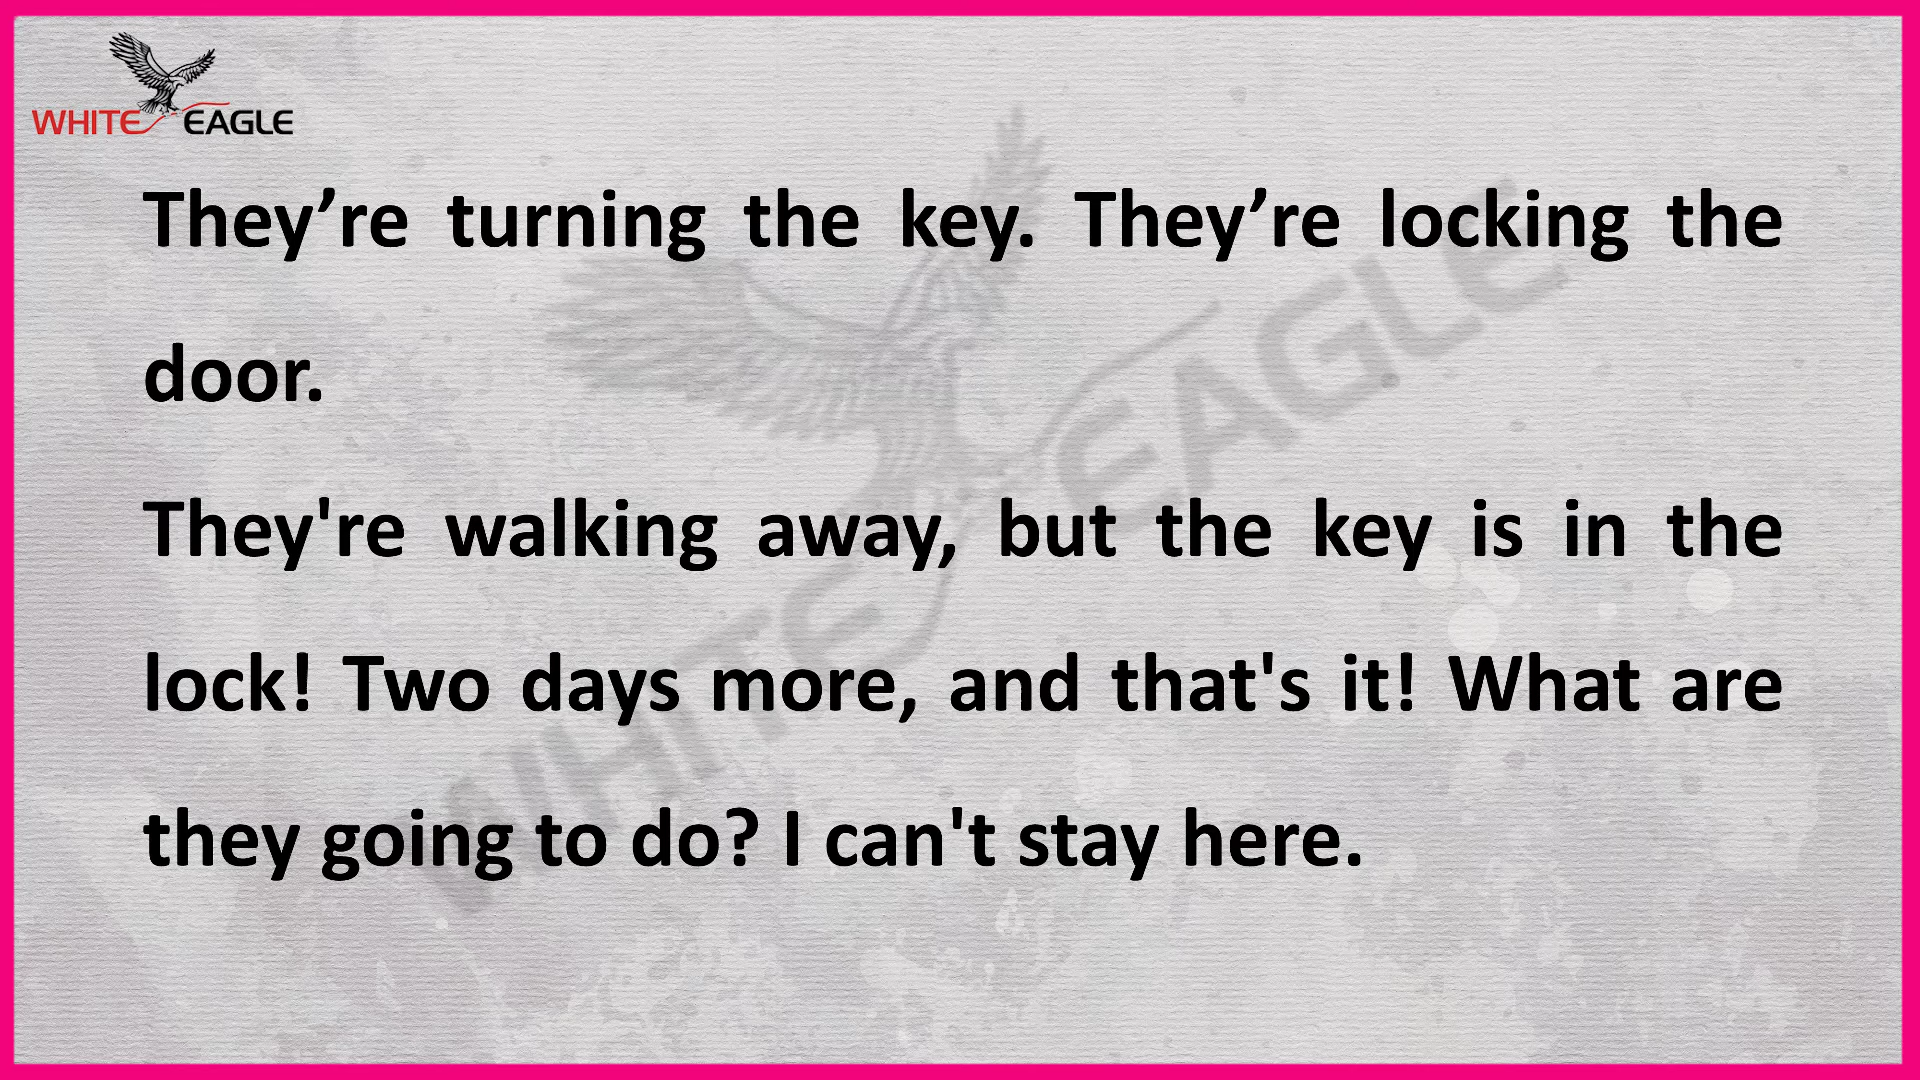 WHITE EAGLE
They’re turning the key. They’re locking the
door.
They're walking away, but the key is in the
lock! Two days more, and that's it! What are
they going to do? I can't stay here.
WHITE EAGLE